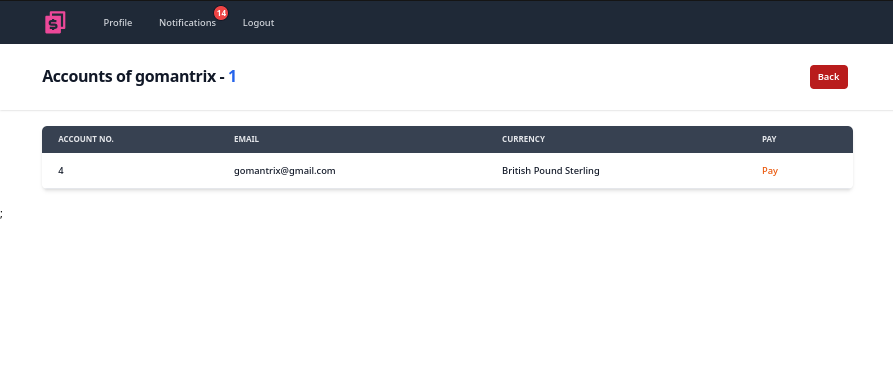 Profile Notifications 14 Logout
Accounts of gomantrix - 1
Back
ACCOUNT NO. EMAIL CURRENCY PAY
4 gomantrix@gmail.com British Pound Sterling Pay
;